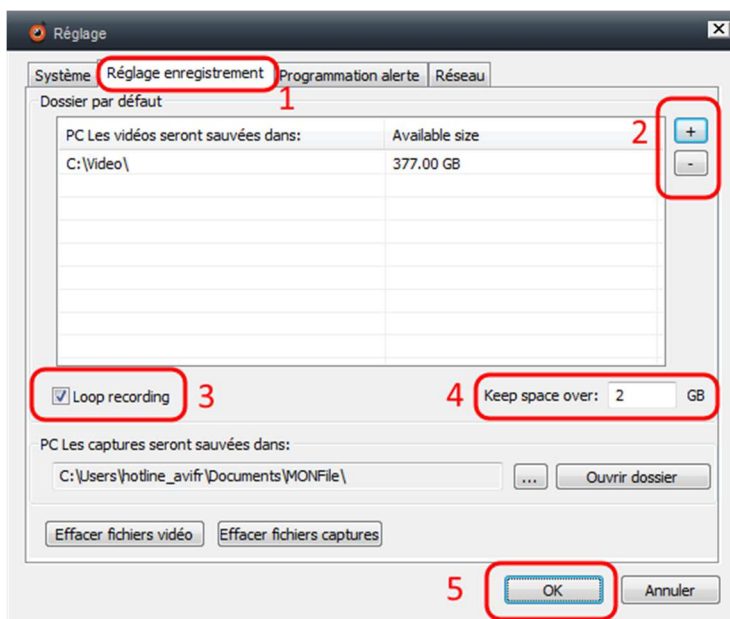 Réglage
Système Réglage enregistrement Programmation alerte Réseau
1
Dossier par défaut
PC Les vidéos seront sauvées dans: Available size
2 +
C:\Video\ 377.00 GB
-
Loop recording 3 4 Keep space over: 2 GB
PC Les captures seront sauvées dans:
C:\Users\hotline_avifr\Documents\MONFile\ ... Ouvrir dossier
Effacer fichiers vidéo Effacer fichiers captures
5 OK Annuler